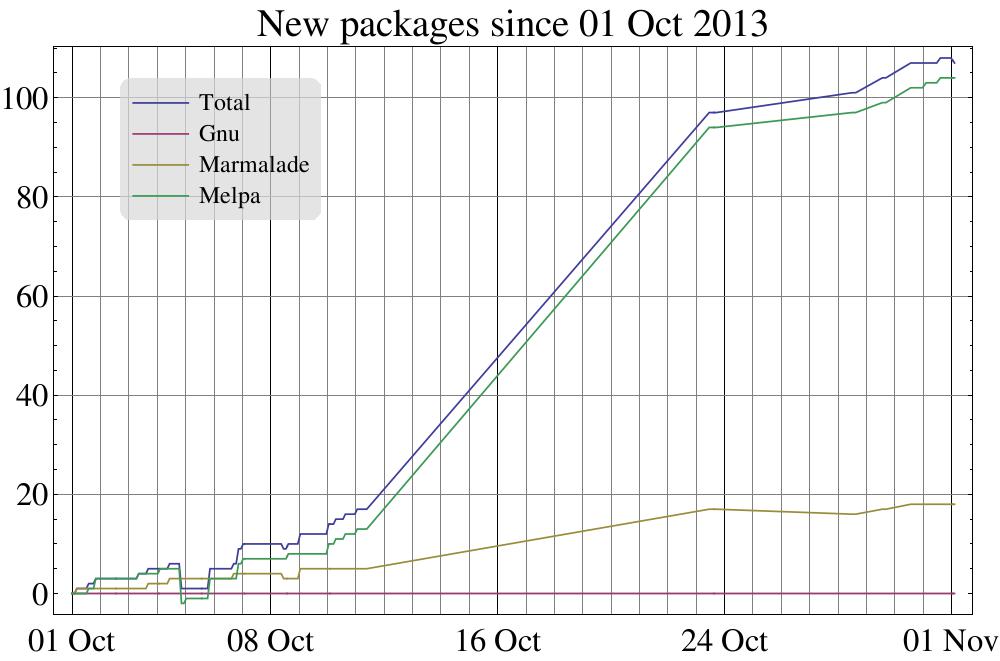 New packages since 01 Oct 2013
100
80
60
40
20
0
Total
Gnu
Marmalade
Melpa
01 Oct 08 Oct 16 Oct 24 Oct 01 Nov